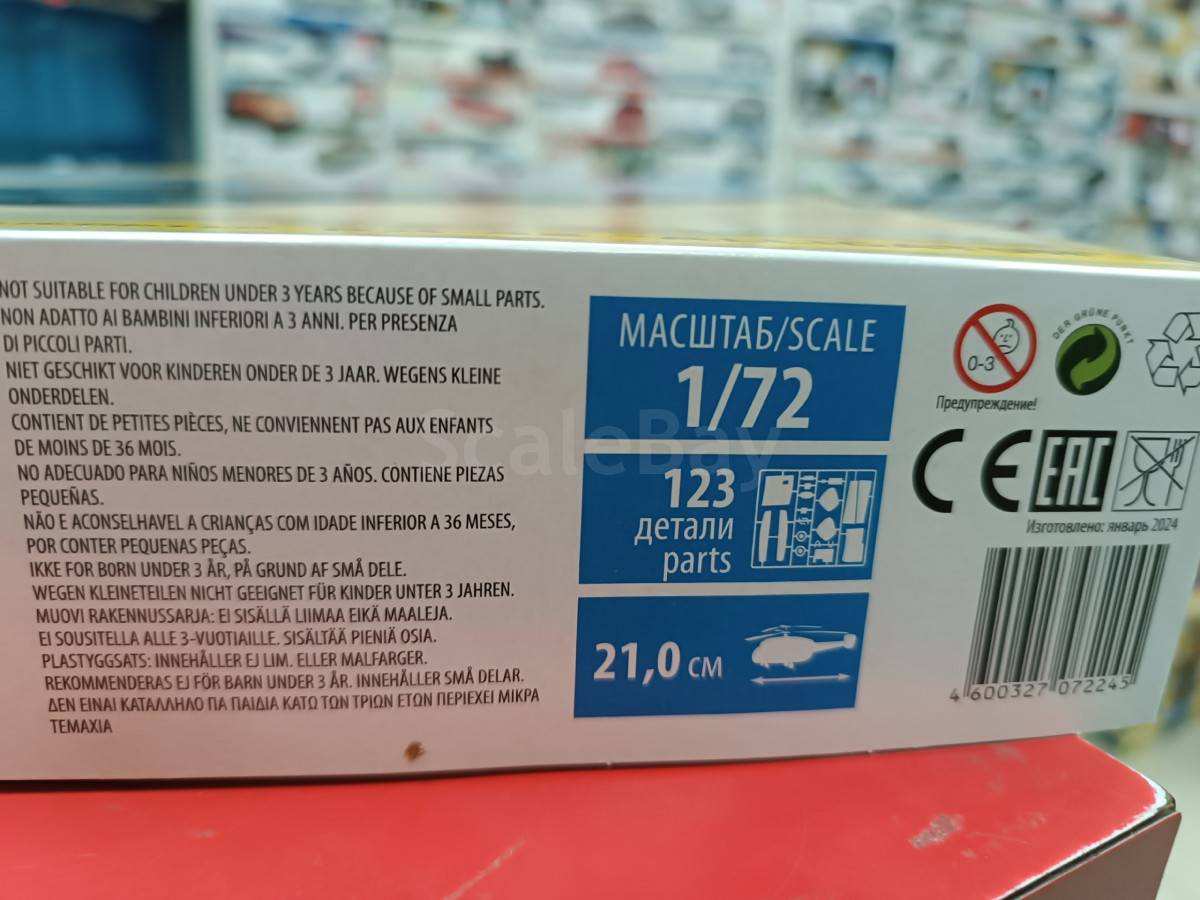 NOT SUITABLE FOR CHILDREN UNDER 3 YEARS BECAUSE OF SMALL PARTS.
NON ADATTO AI BAMBINI INFERIORI A 3 ANNI. PER PRESENZA
DI PICCOLI PARTI.
NIET GESCHIKT VOOR KINDEREN ONDER DE 3 JAAR. WEGENS KLEINE
ONDERDELEN.
CONTIENT DE PETITES PIÈCES, NE CONVIENNENT PAS AUX ENFANTS
DE MOINS DE 36 MOIS.
NO ADECUADO PARA NIÑOS MENORES DE 3 AÑOS. CONTIENE PIEZAS
PEQUEÑAS.
NÃO E ACONSELHAVEL A CRIANÇAS COM IDADE INFERIOR A 36 MESES,
POR CONTER PEQUENAS PEÇAS.
IKKE FOR BORN UNDER 3 ÅR, PÅ GRUND AF SMÅ DELE.
WEGEN KLEINETEILEN NICHT GEEIGNET FÜR KINDER UNTER 3 JAHREN.
MUOVI RAKENNUSSARJA: EI SISÄLLÄ LIIMAA EIKÄ MAALEJA.
EI SOUSITELLA ALLE 3-VUOTIAILLE. SISÄLTÄÄ PIENIÄ OSIA.
PLASTYGGSATS: INNEHÅLLER EJ LIM. ELLER MALFARGER.
REKOMMENDERAS EJ FÖR BARN UNDER 3 ÅR. INNEHÅLLER SMÅ DELAR.
ΔΕΝ ΕΙΝΑΙ ΚΑΤΑΛΛΗΛΟ ΓΙΑ ΠΑΙΔΙΑ ΚΑΤΩ ΤΩΝ ΤΡΙΩΝ ΕΤΩΝ ΠΕΡΙΕΧΕΙ ΜΙΚΡΑ
ΤΕΜΑΧΙΑ
МАСШТАБ/SCALE
1/72
123
детали
parts
21,0 см
0-3
Предупреждение!
DER GRÜNE PUNKT
CE EAC
Изготовлено: январь 2024
4 600327 072245
ScaleBay